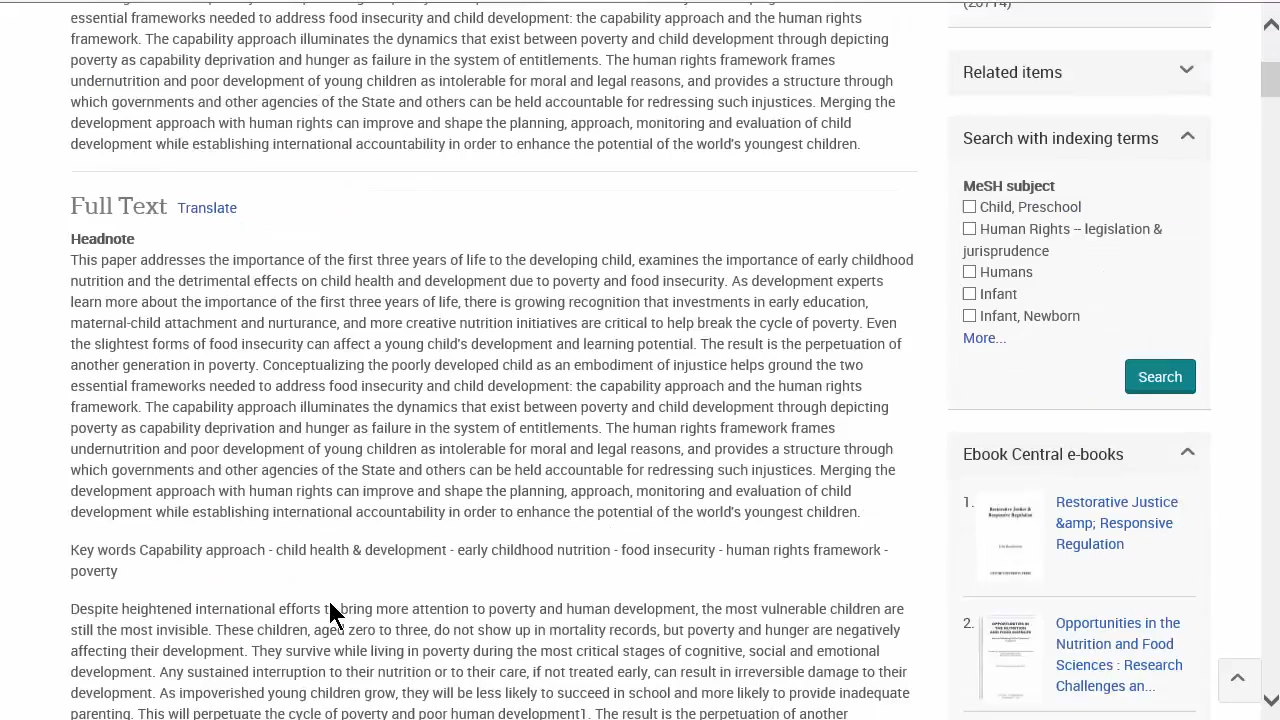 essential frameworks needed to address food insecurity and child development: the capability approach and the human rights
framework. The capability approach illuminates the dynamics that exist between poverty and child development through depicting
poverty as capability deprivation and hunger as failure in the system of entitlements. The human rights framework frames
undernutrition and poor development of young children as intolerable for moral and legal reasons, and provides a structure through
which governments and other agencies of the State and others can be held accountable for redressing such injustices. Merging the
development approach with human rights can improve and shape the planning, approach, monitoring and evaluation of child
development while establishing international accountability in order to enhance the potential of the world's youngest children.
Full Text Translate
Headnote
This paper addresses the importance of the first three years of life to the developing child, examines the importance of early childhood
nutrition and the detrimental effects on child health and development due to poverty and food insecurity. As development experts
learn more about the importance of the first three years of life, there is growing recognition that investments in early education,
maternal-child attachment and nurturance, and more creative nutrition initiatives are critical to help break the cycle of poverty. Even
the slightest forms of food insecurity can affect a young child's development and learning potential. The result is the perpetuation of
another generation in poverty. Conceptualizing the poorly developed child as an embodiment of injustice helps ground the two
essential frameworks needed to address food insecurity and child development: the capability approach and the human rights
framework. The capability approach illuminates the dynamics that exist between poverty and child development through depicting
poverty as capability deprivation and hunger as failure in the system of entitlements. The human rights framework frames
undernutrition and poor development of young children as intolerable for moral and legal reasons, and provides a structure through
which governments and other agencies of the State and others can be held accountable for redressing such injustices. Merging the
development approach with human rights can improve and shape the planning, approach, monitoring and evaluation of child
development while establishing international accountability in order to enhance the potential of the world's youngest children.
Key words Capability approach - child health & development - early childhood nutrition - food insecurity - human rights framework -
poverty
Despite heightened international efforts to bring more attention to poverty and human development, the most vulnerable children are
still the most invisible. These children, aged zero to three, do not show up in mortality records, but poverty and hunger are negatively
affecting their development. They suffer while living in poverty during the most critical stages of cognitive, social and emotional
development. Any sustained interruption to their nutrition or to their care, if not treated early, can result in irreversible damage to their
development. As impoverished young children grow, they will be less likely to succeed in school and more likely to provide inadequate
parenting. This will perpetuate the cycle of poverty and poor human development1. The result is the perpetuation of another
(20714)
Related items
Search with indexing terms
MeSH subject
Child, Preschool
Human Rights -- legislation &
jurisprudence
Humans
Infant
Infant, Newborn
More...
Search
Ebook Central e-books
1.
Restorative Justice
&amp; Responsive
Regulation
2.
Opportunities in the
Nutrition and Food
Sciences : Research
Challenges an...